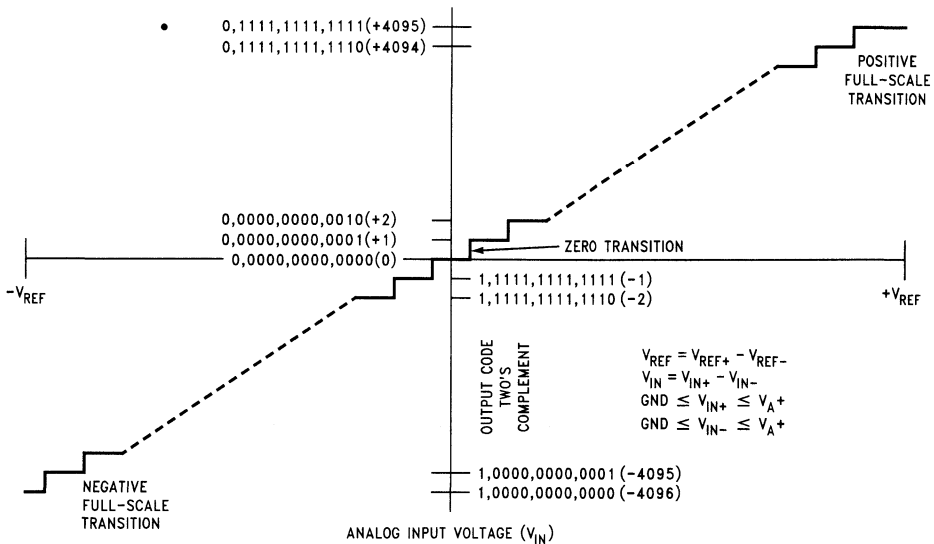 0,1111,1111,1111(+4095)
0,1111,1111,1110(+4094)
POSITIVE
FULL-SCALE
TRANSITION
0,0000,0000,0010(+2)
0,0000,0000,0001(+1)
ZERO TRANSITION
0,0000,0000,0000(0)
1,1111,1111,1111(-1)
1,1111,1111,1110(-2)
-VREF
+VREF
OUTPUT CODE
TWO'S
COMPLEMENT
VREF = VREF+ - VREF-
VIN = VIN+ - VIN-
GND ≤ VIN+ ≤ VA+
GND ≤ VIN- ≤ VA+
1,0000,0000,0001(-4095)
1,0000,0000,0000(-4096)
NEGATIVE
FULL-SCALE
TRANSITION
ANALOG INPUT VOLTAGE (VIN)